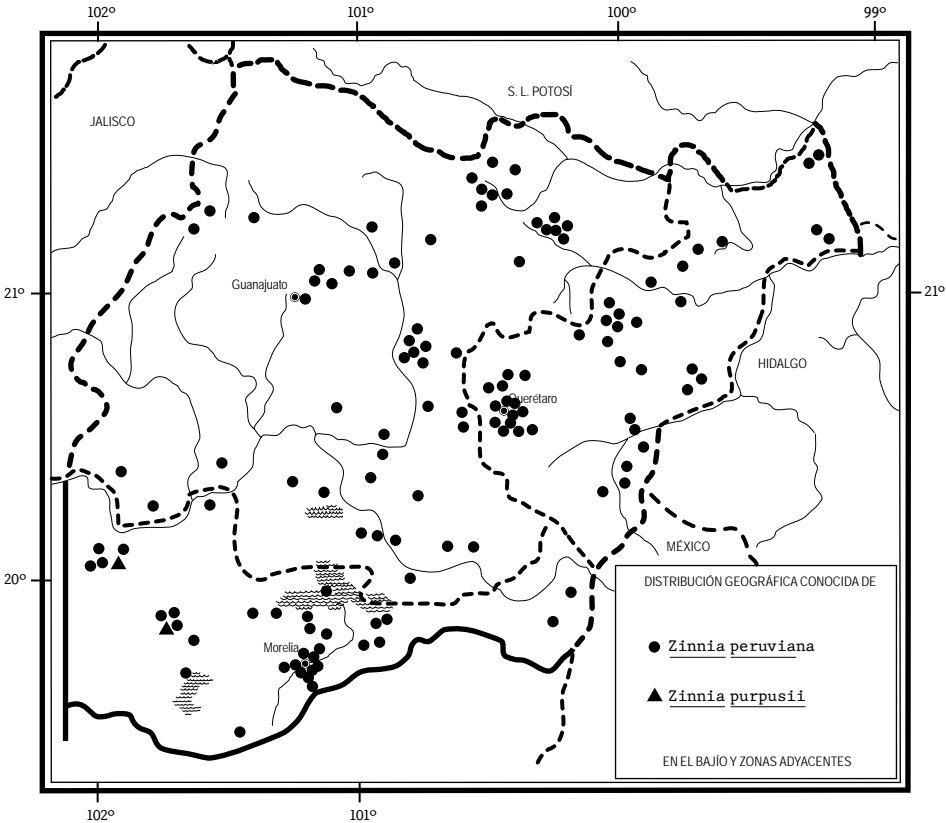 102º 101º 100º 99º
S. L. POTOSÍ
JALISCO
Guanajuato
21º 21º
HIDALGO
Querétaro
MÉXICO
20º
DISTRIBUCIÓN GEOGRÁFICA CONOCIDA DE
Zinnia peruviana
Morelia
Zinnia purpusii
EN EL BAJÍO Y ZONAS ADYACENTES
102º 101º